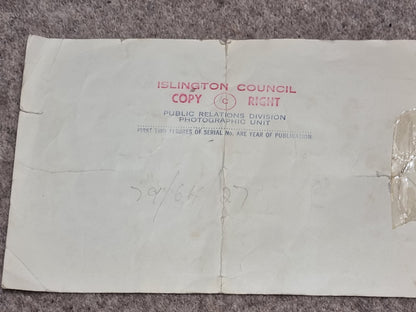 ISLINGTON COUNCIL
COPY C RIGHT
PUBLIC RELATIONS DIVISION
PHOTOGRAPHIC UNIT
FIRST TWO FIGURES OF SERIAL No. ARE YEAR OF PUBLICATION